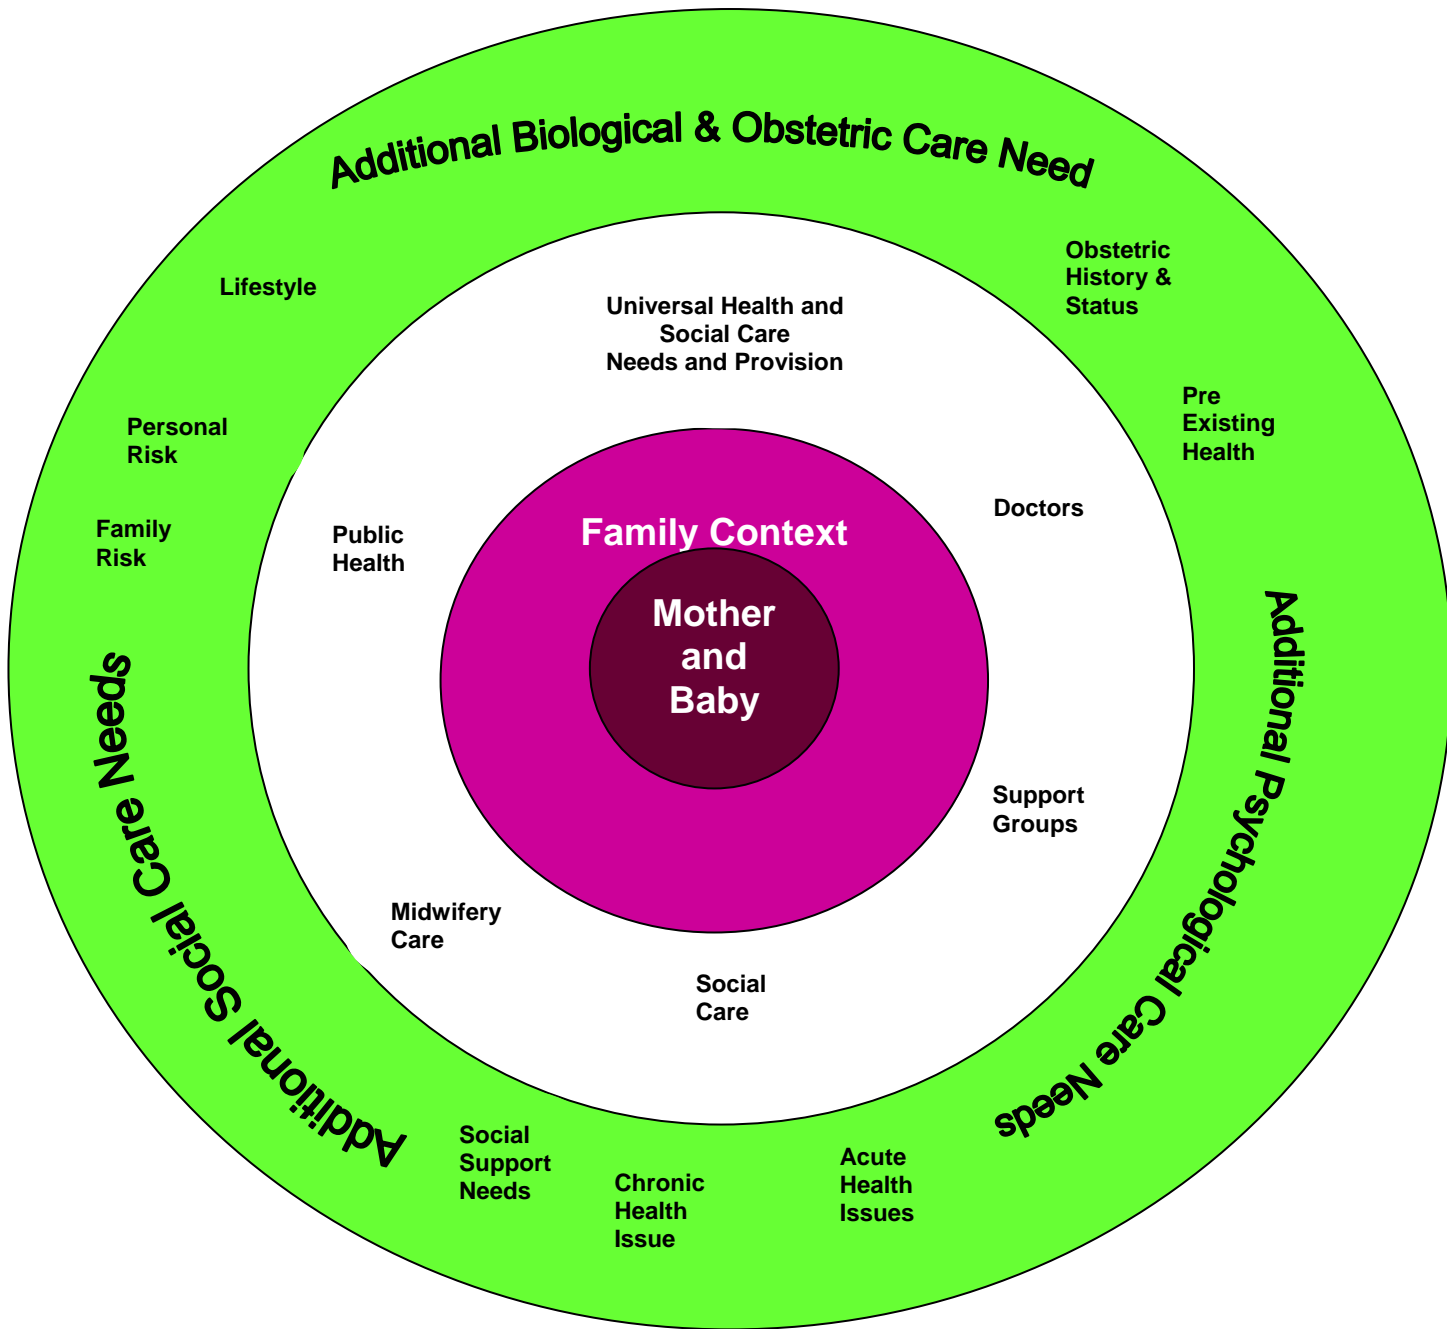 Additional Biological & Obstetric Care Need
Lifestyle
Obstetric
History &
Status
Universal Health and
Social Care
Needs and Provision
Personal
Risk
Pre
Existing
Health
Family
Risk
Public
Health
Doctors
Family Context
Mother
and
Baby
Additional Social Care Needs
Additional Psychological Care Needs
Support
Groups
Midwifery
Care
Social
Care
Social
Support
Needs
Chronic
Health
Issue
Acute
Health
Issues